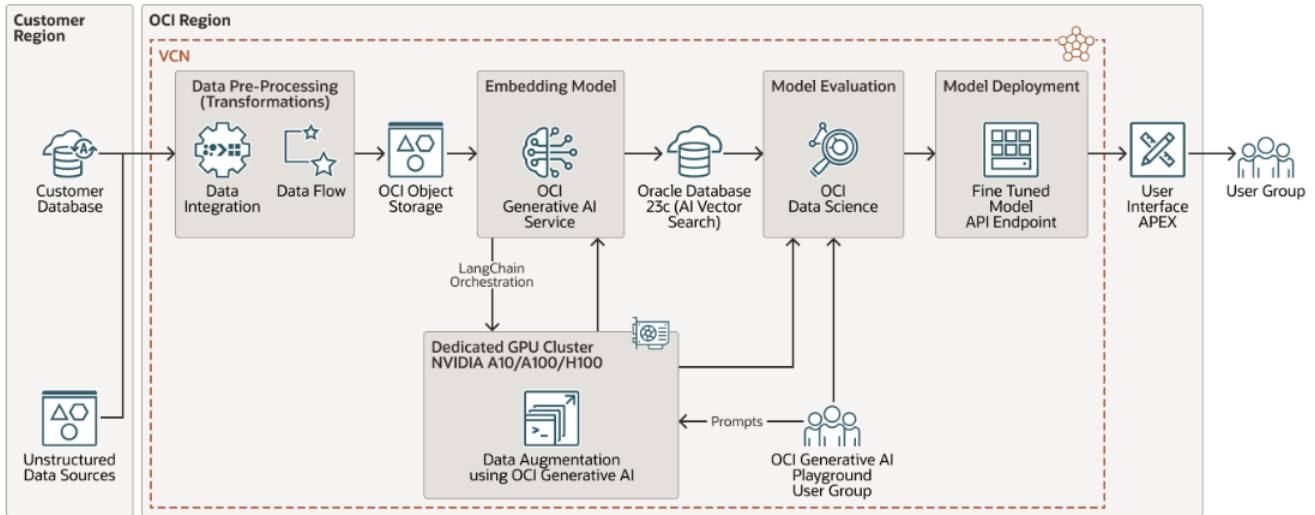 Customer
Region
OCI Region
VCN
Data Pre-Processing
(Transformations)
Embedding Model
Model Evaluation
Model Deployment
Customer
Database
Data
Integration
Data Flow
OCI Object
Storage
OCI
Generative AI
Service
Oracle Database
23c (AI Vector
Search)
OCI
Data Science
Fine Tuned
Model
API Endpoint
User
Interface
APEX
User Group
LangChain
Orchestration
Dedicated GPU Cluster
NVIDIA A10/A100/H100
Unstructured
Data Sources
Data Augmentation
using OCI Generative AI
Prompts
OCI Generative AI
Playground
User Group